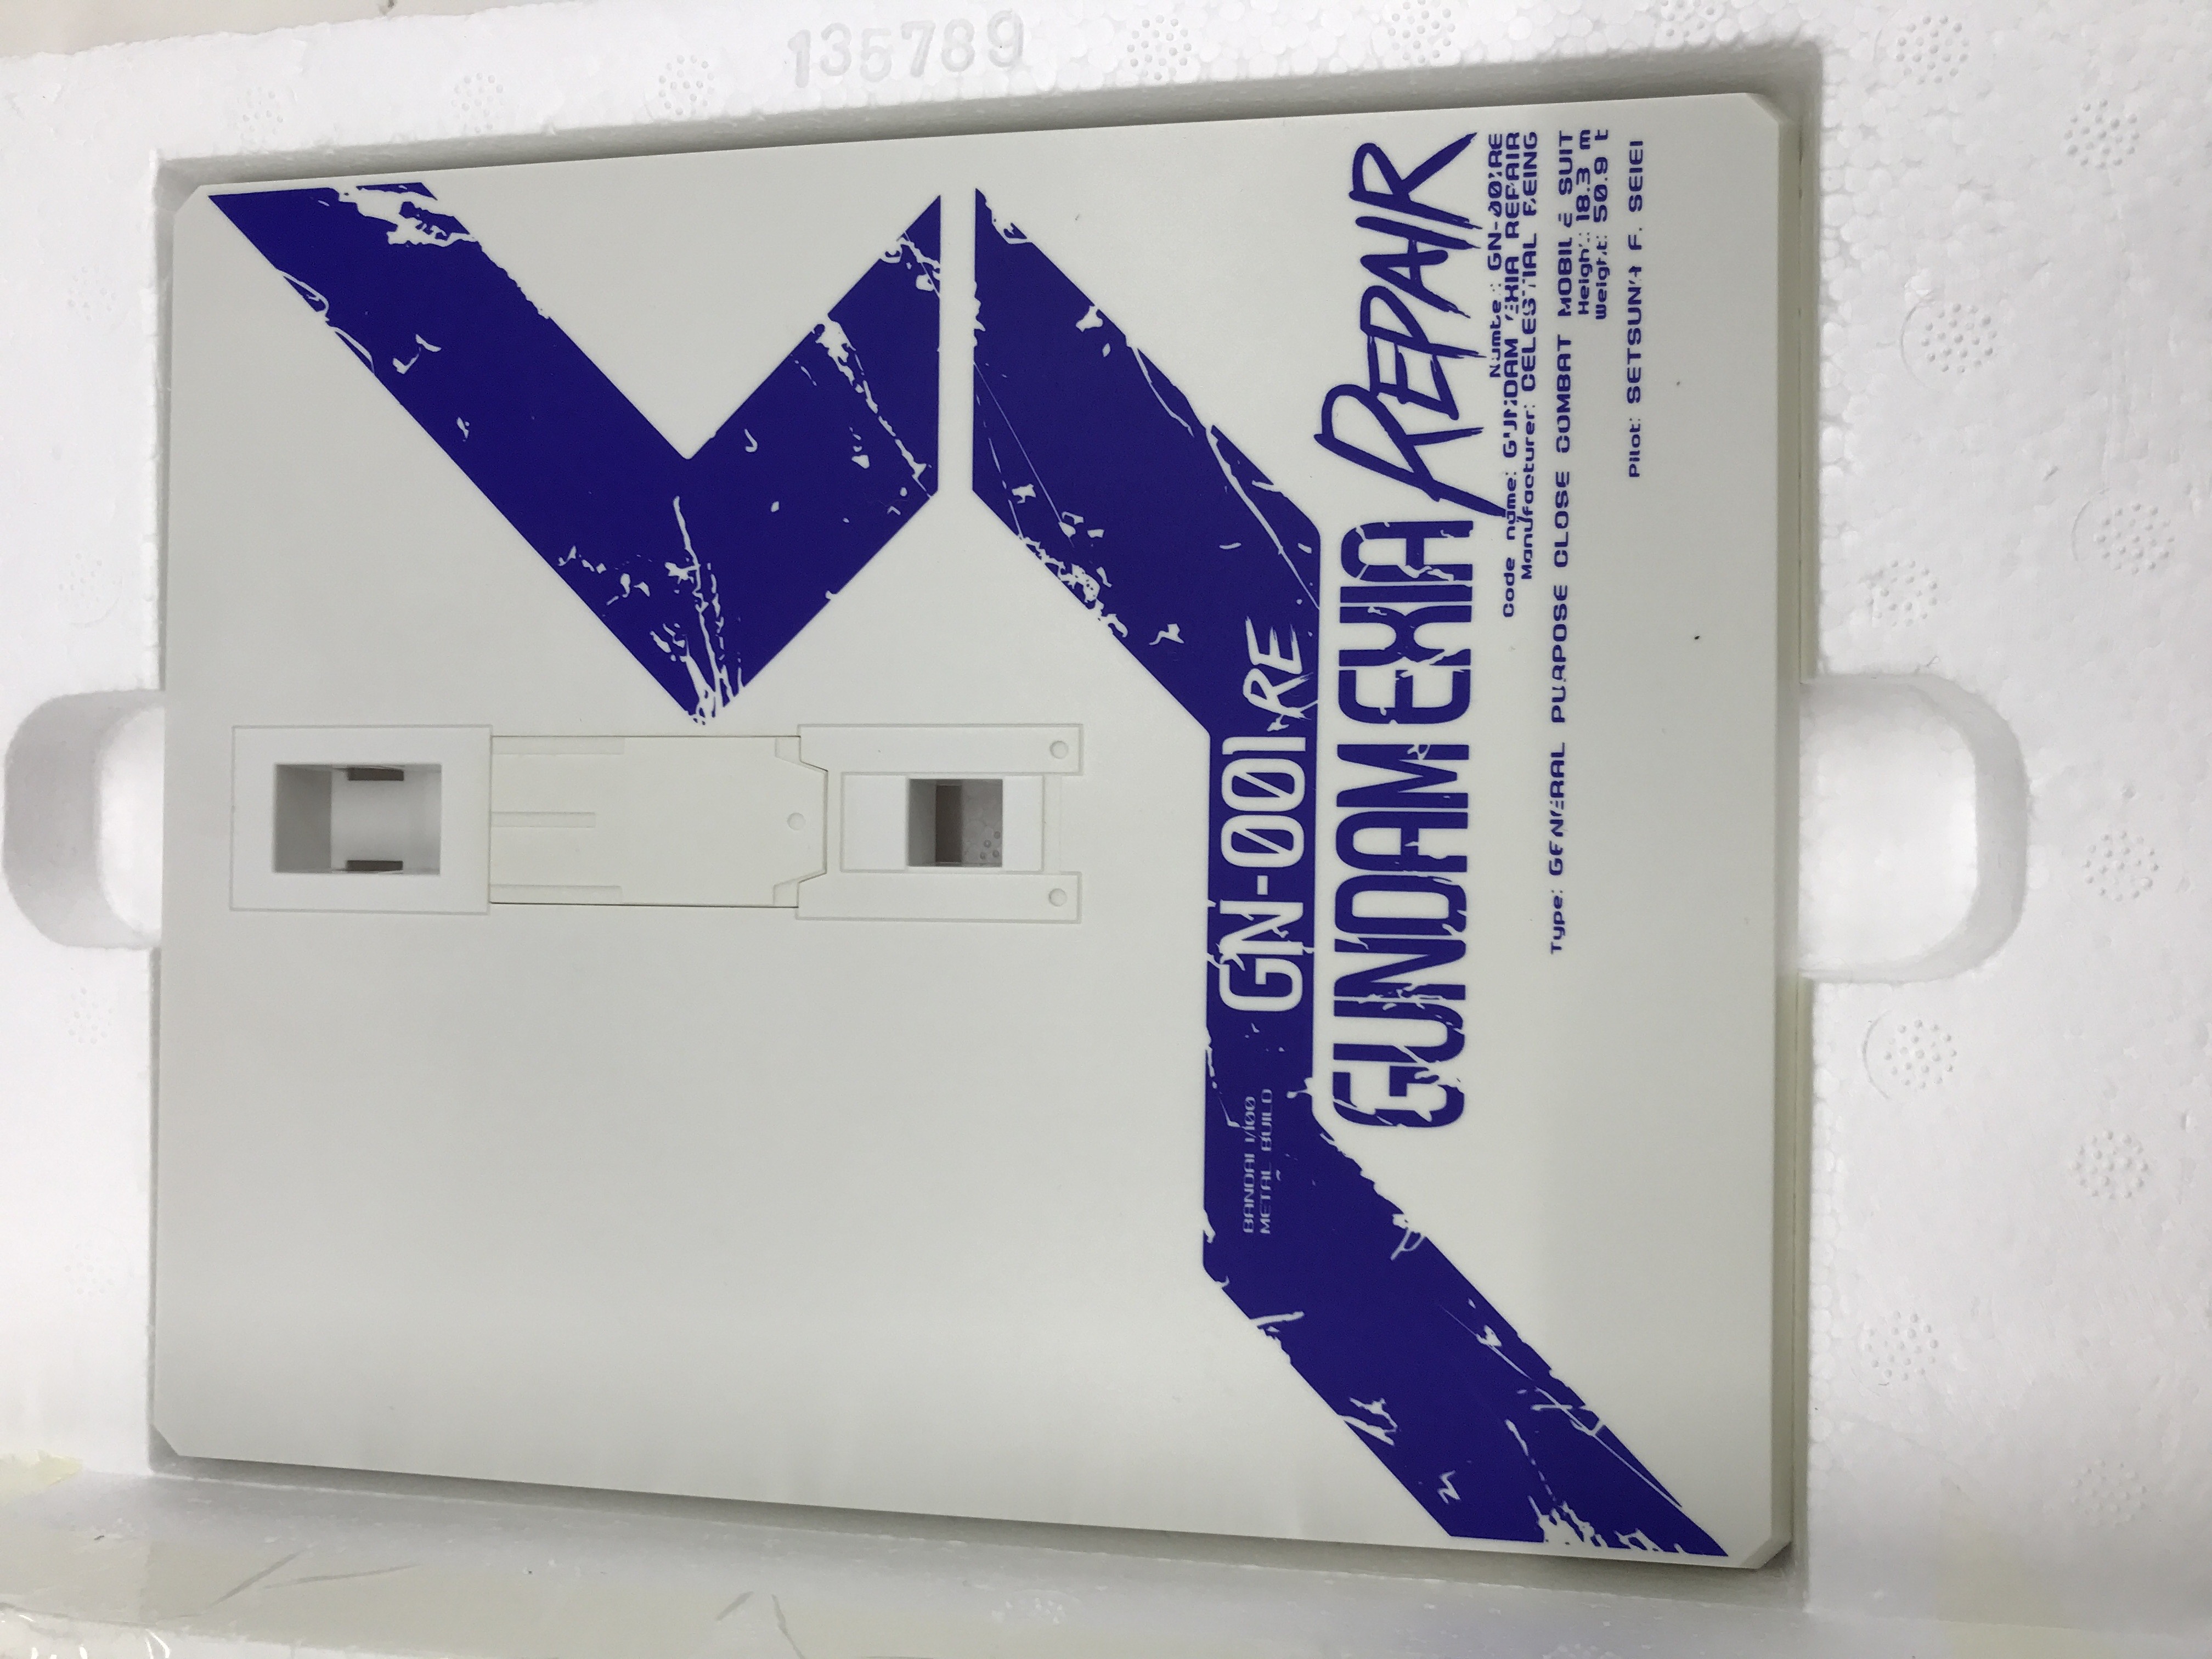 135789
GN-001RE
BANDAI 1/100
METAL BUILD
GUNDAM EXIA REPAIR
Number: GN-001RE
Code name: GUNDAM EXIA REPAIR
Manufacturer: CELESTIAL BEING
Type: GENERAL PURPOSE CLOSE COMBAT MOBILE SUIT
Height: 18.3 m
Weight: 50.9 t
Pilot: SETSUNA F. SEIEI